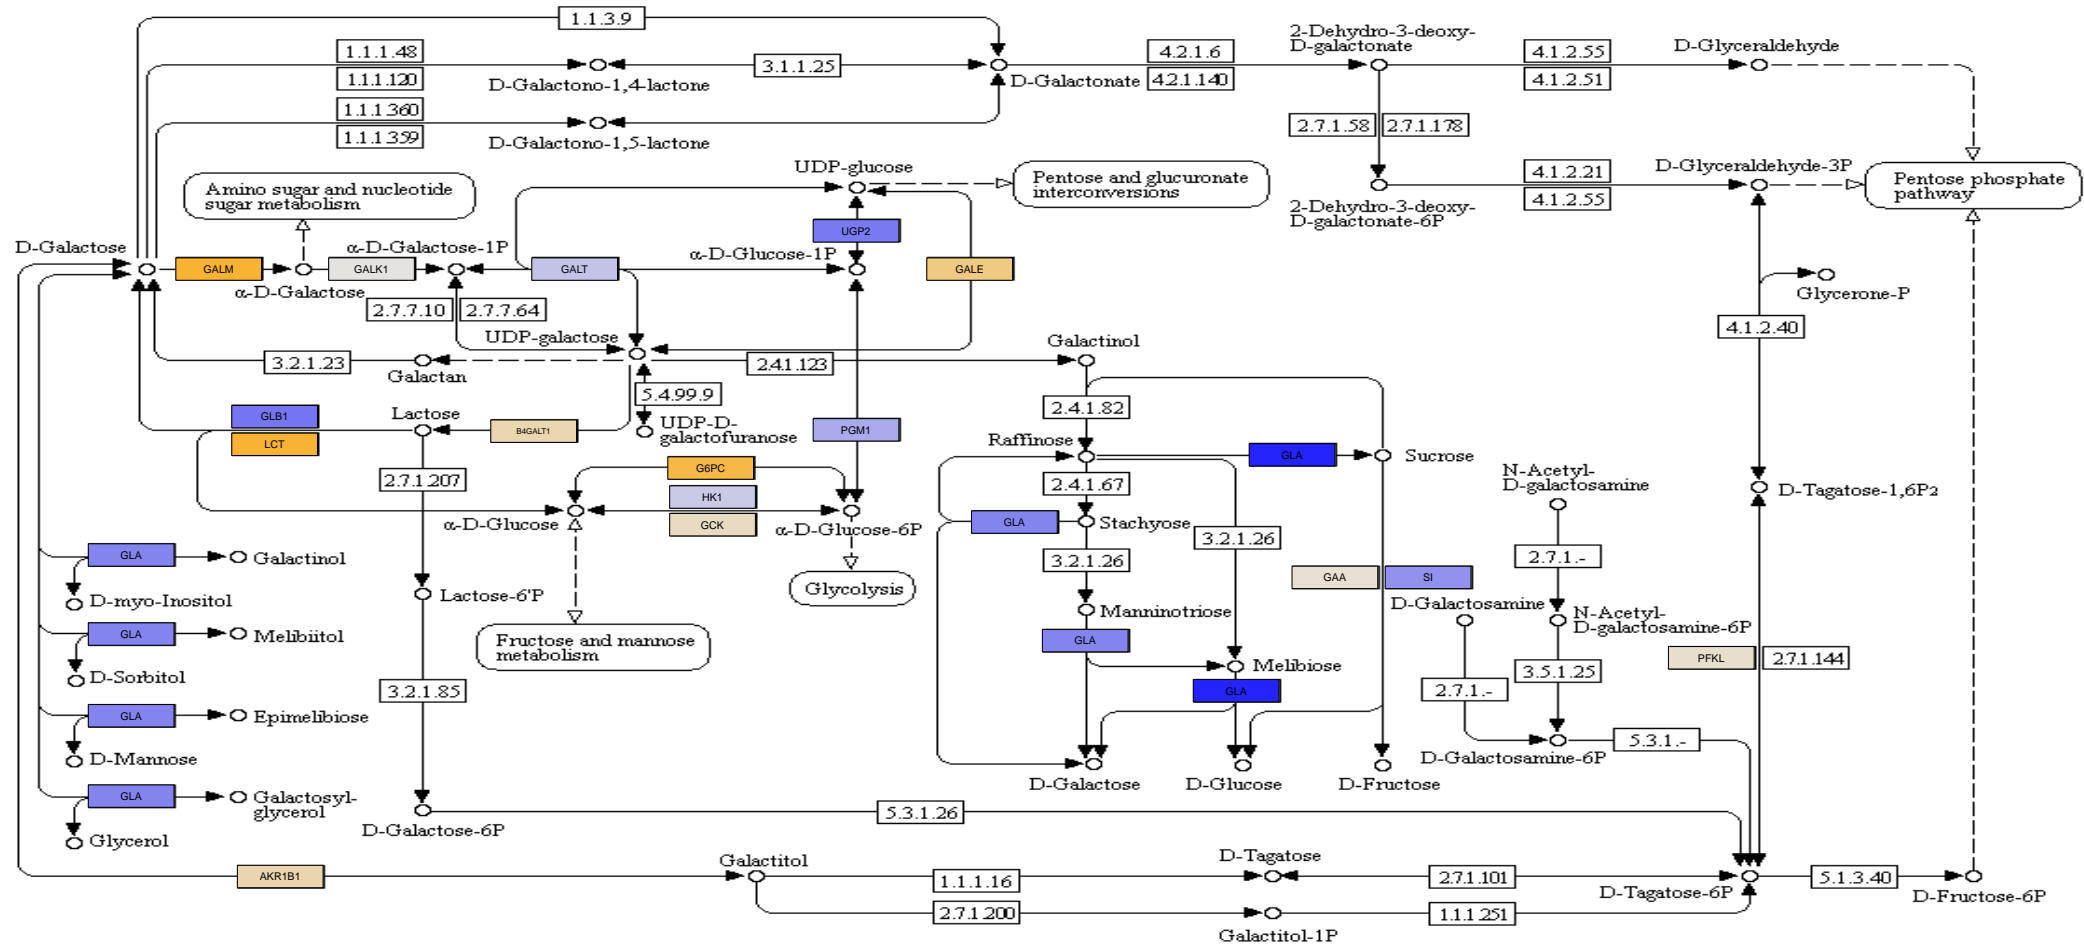 1.1.3.9
1.1.1.48
1.1.1.120
D-Galactono-1,4-lactone
3.1.1.25
D-Galactonate
4.2.1.6
4.2.1.140
2-Dehydro-3-deoxy-
D-galactonate
4.1.2.55
4.1.2.51
D-Glyceraldehyde
1.1.1.360
1.1.1.359
D-Galactono-1,5-lactone
2.7.1.58
2.7.1.178
UDP-glucose
Pentose and glucuronate
interconversions
Amino sugar and nucleotide
sugar metabolism
4.1.2.21
4.1.2.55
D-Glyceraldehyde-3P
Pentose phosphate
pathway
2-Dehydro-3-deoxy-
D-galactonate-6P
UGP2
D-Galactose
α-D-Galactose-1P
α-D-Glucose-1P
GALM
GALK1
GALT
GALE
α-D-Galactose
Glycerone-P
2.7.7.10
2.7.7.64
4.1.2.40
UDP-galactose
Galactinol
3.2.1.23
Galactan
2.4.1.123
5.4.99.9
2.4.1.82
GLB1
LCT
Lactose
B4GALT1
UDP-D-
galactofuranose
PGM1
Raffinose
GLA
Sucrose
G6PC
HK1
GCK
2.7.1.207
2.4.1.67
N-Acetyl-
D-galactosamine
D-Tagatose-1,6P2
α-D-Glucose
α-D-Glucose-6P
GLA
Stachyose
3.2.1.26
3.2.1.26
2.7.1.-
GLA
Galactinol
Glycolysis
GAA
SI
D-myo-Inositol
Lactose-6'P
Manninotriose
D-Galactosamine
N-Acetyl-
D-galactosamine-6P
GLA
Melibiitol
Fructose and mannose
metabolism
GLA
Melibiose
PFKL
2.7.1.144
D-Sorbitol
3.2.1.85
GLA
2.7.1.-
3.5.1.25
GLA
Epimelibiose
D-Mannose
5.3.1.-
D-Galactosamine-6P
D-Galactose
D-Glucose
D-Fructose
GLA
Galactosyl-
glycerol
Glycerol
D-Galactose-6P
5.3.1.26
AKR1B1
Galactitol
1.1.1.16
D-Tagatose
2.7.1.101
D-Tagatose-6P
5.1.3.40
D-Fructose-6P
2.7.1.200
Galactitol-1P
1.1.1.251